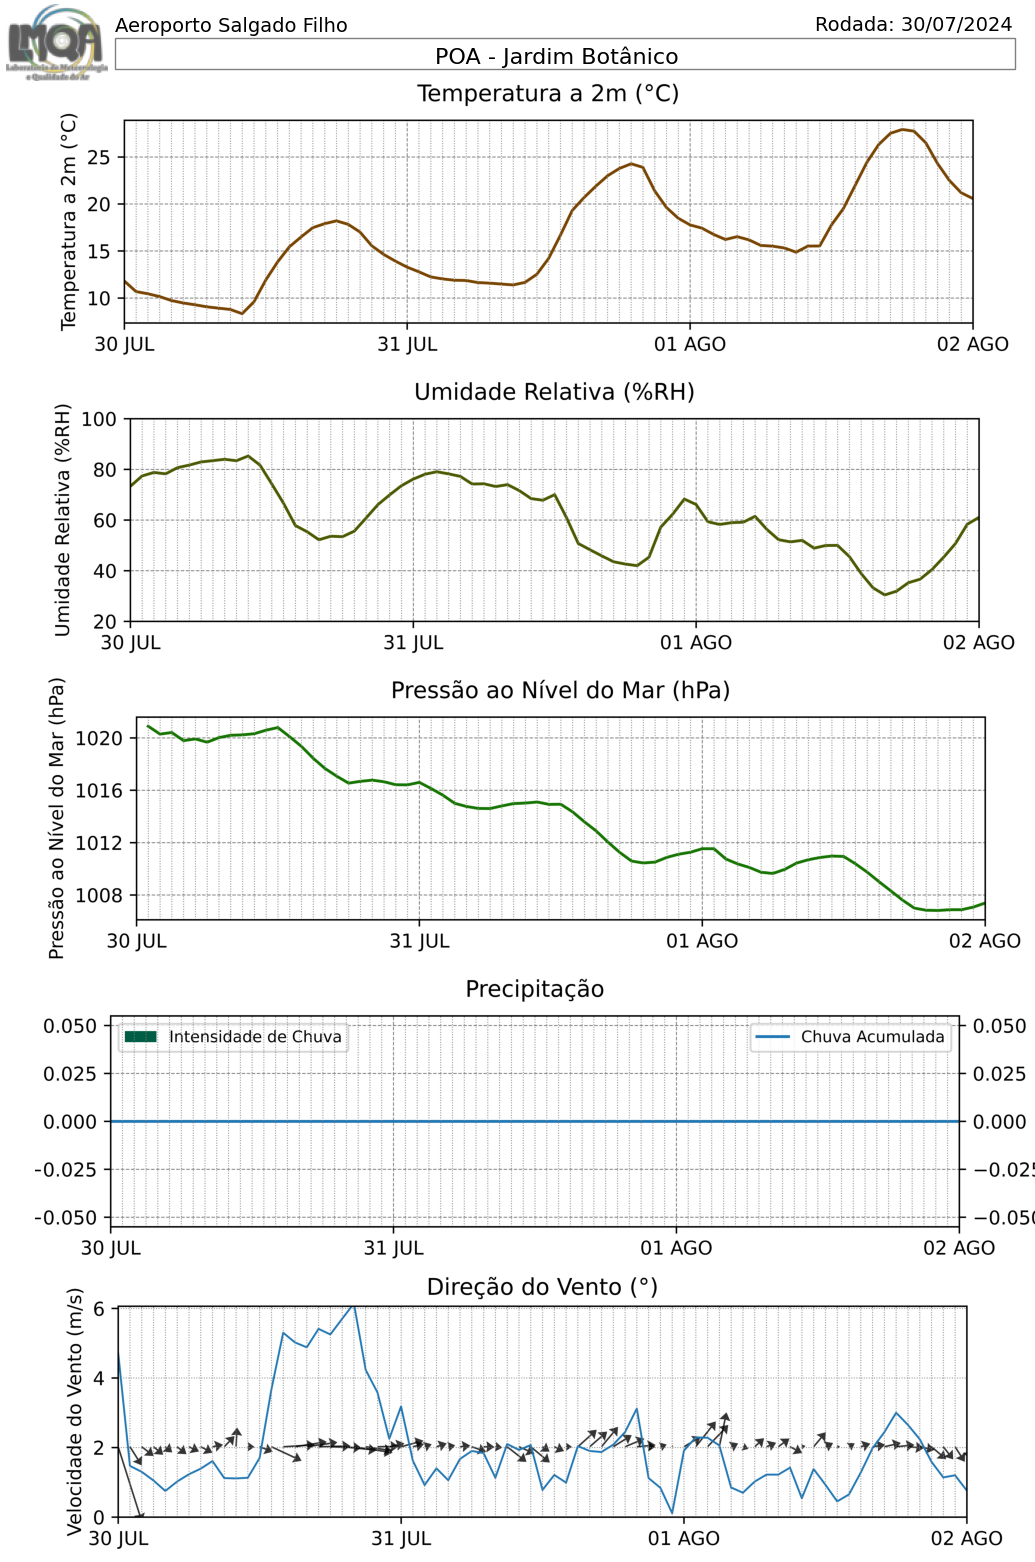 LMQA
Laboratório de Meteorologia
e Qualidade do Ar
Aeroporto Salgado Filho
Rodada: 30/07/2024
POA - Jardim Botânico
Temperatura a 2m (°C)
Temperatura a 2m (°C)
25
20
15
10
30 JUL 31 JUL 01 AGO 02 AGO
Umidade Relativa (%RH)
Umidade Relativa (%RH)
100
80
60
40
20
30 JUL 31 JUL 01 AGO 02 AGO
Pressão ao Nível do Mar (hPa)
Pressão ao Nível do Mar (hPa)
1020
1016
1012
1008
30 JUL 31 JUL 01 AGO 02 AGO
Precipitação
Intensidade de Chuva
Chuva Acumulada
0.050 0.050
0.025 0.025
0.000 0.000
-0.025 −0.025
-0.050 −0.050
30 JUL 31 JUL 01 AGO 02 AGO
Direção do Vento (°)
Velocidade do Vento (m/s)
6
4
2
0
30 JUL 31 JUL 01 AGO 02 AGO